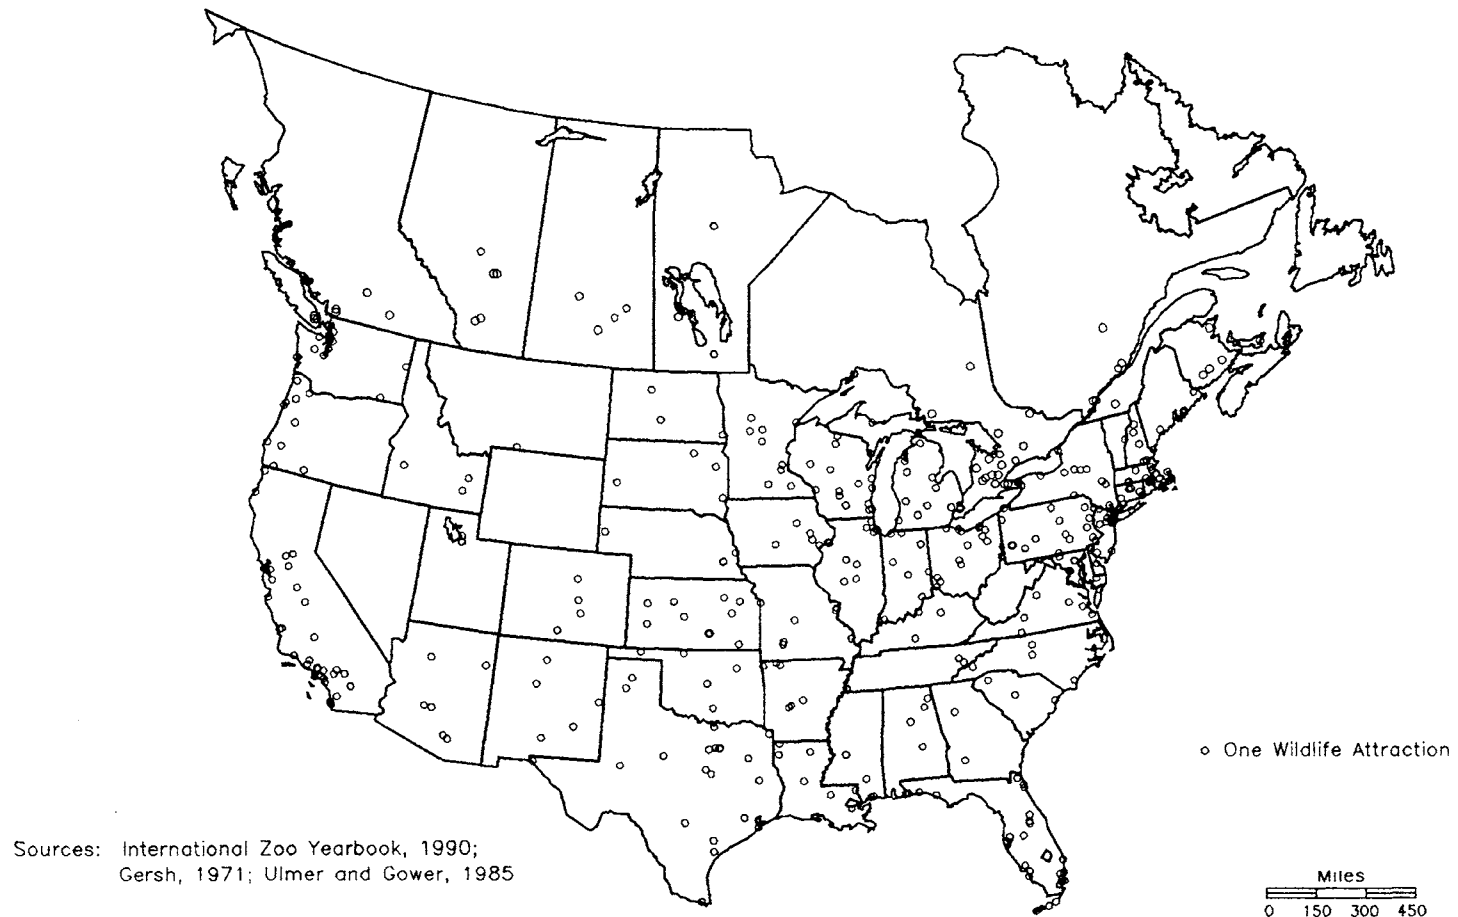 One Wildlife Attraction
Sources: International Zoo Yearbook, 1990;
Gersh, 1971; Ulmer and Gower, 1985
Miles
0 150 300 450